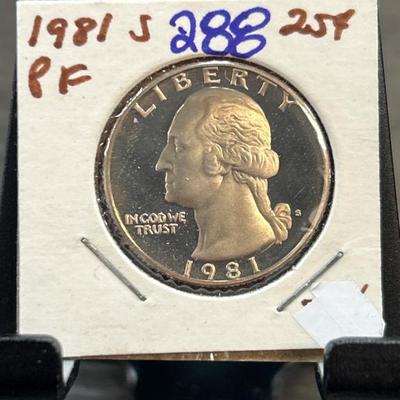 1981 S 288 25¢
PF
LIBERTY
IN GOD WE
TRUST
S
1981